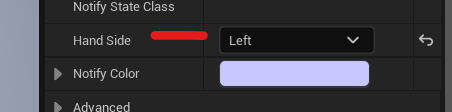 Notify State Class
Hand Side Left
Notify Color
Advanced